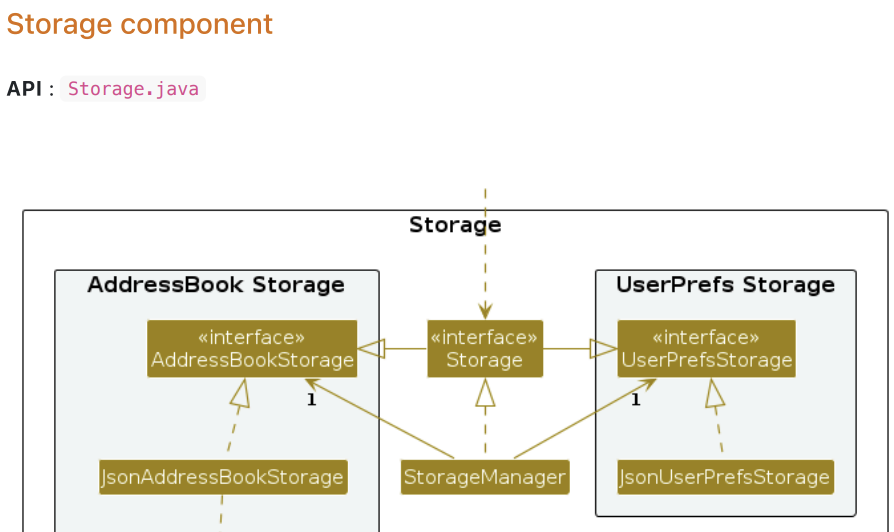 Storage component
API : Storage.java
Storage
AddressBook Storage
UserPrefs Storage
«interface»
AddressBookStorage
«interface»
Storage
«interface»
UserPrefsStorage
1
1
JsonAddressBookStorage
StorageManager
JsonUserPrefsStorage